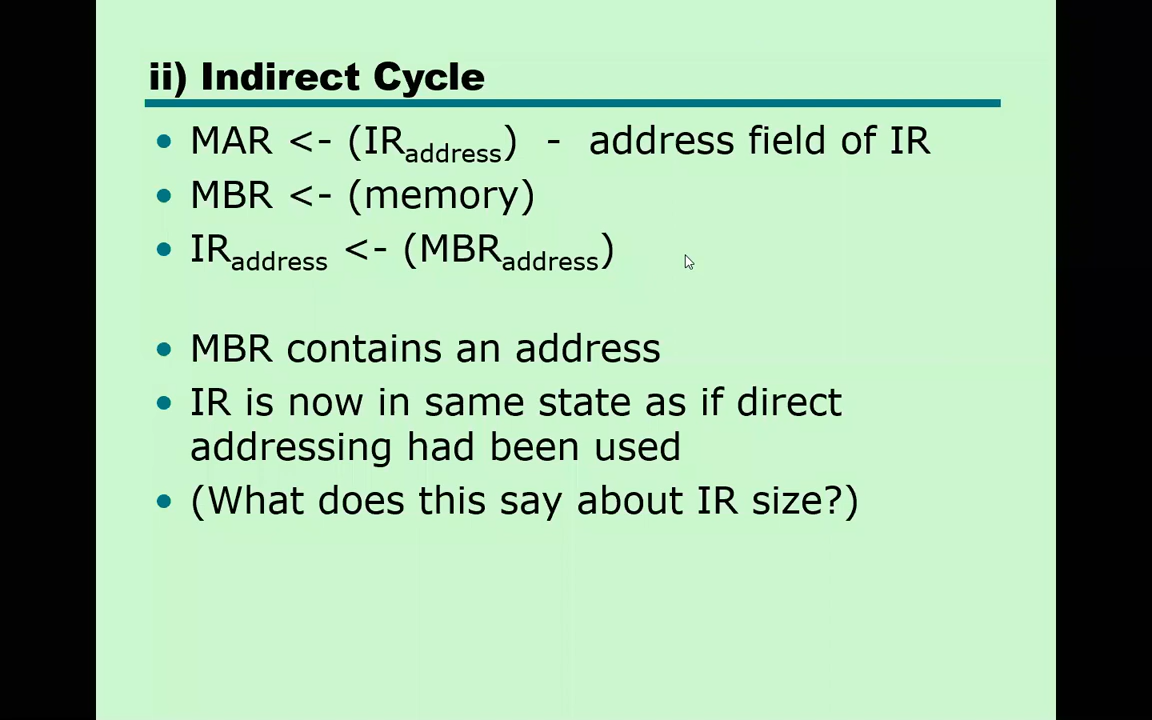 ii) Indirect Cycle
• MAR <- (IRaddress) - address field of IR
• MBR <- (memory)
• IRaddress <- (MBRaddress)
• MBR contains an address
• IR is now in same state as if direct
addressing had been used
• (What does this say about IR size?)